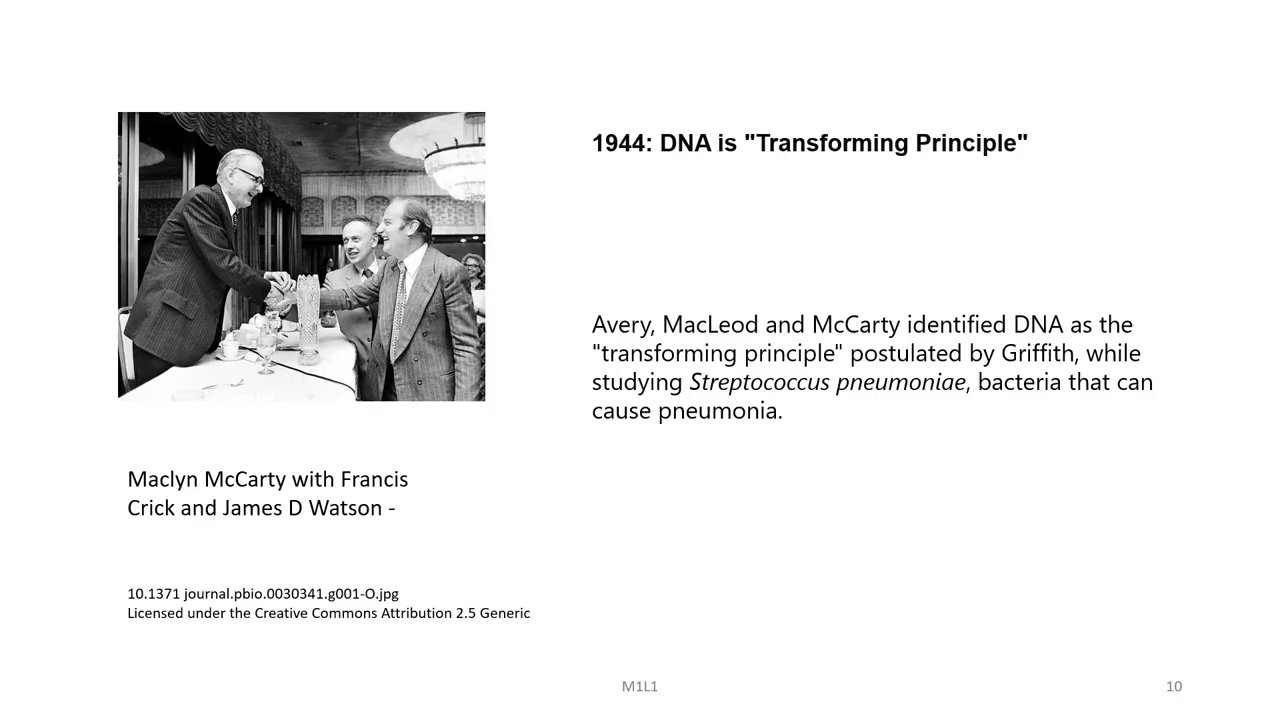 1944: DNA is "Transforming Principle"
Avery, MacLeod and McCarty identified DNA as the
"transforming principle" postulated by Griffith, while
studying Streptococcus pneumoniae, bacteria that can
cause pneumonia.
Maclyn McCarty with Francis
Crick and James D Watson -
10.1371 journal.pbio.0030341.g001-O.jpg
Licensed under the Creative Commons Attribution 2.5 Generic
M1L1
10